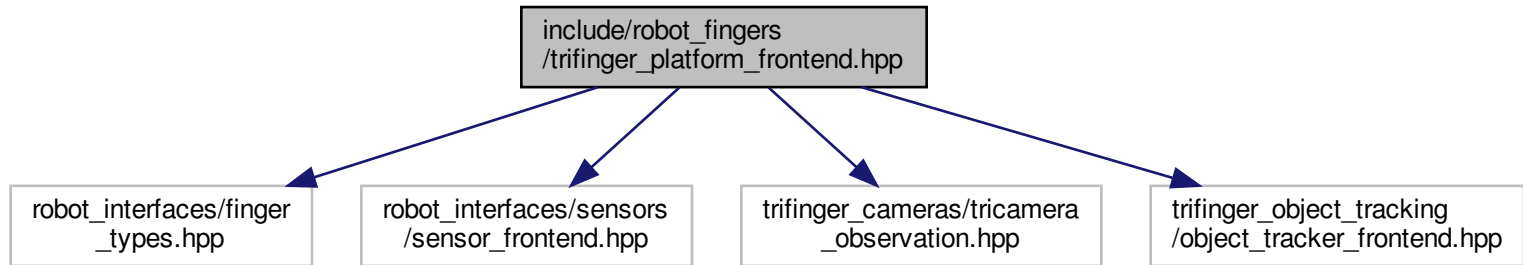 include/robot_fingers
/trifinger_platform_frontend.hpp
robot_interfaces/finger
_types.hpp
robot_interfaces/sensors
/sensor_frontend.hpp
trifinger_cameras/tricamera
_observation.hpp
trifinger_object_tracking
/object_tracker_frontend.hpp